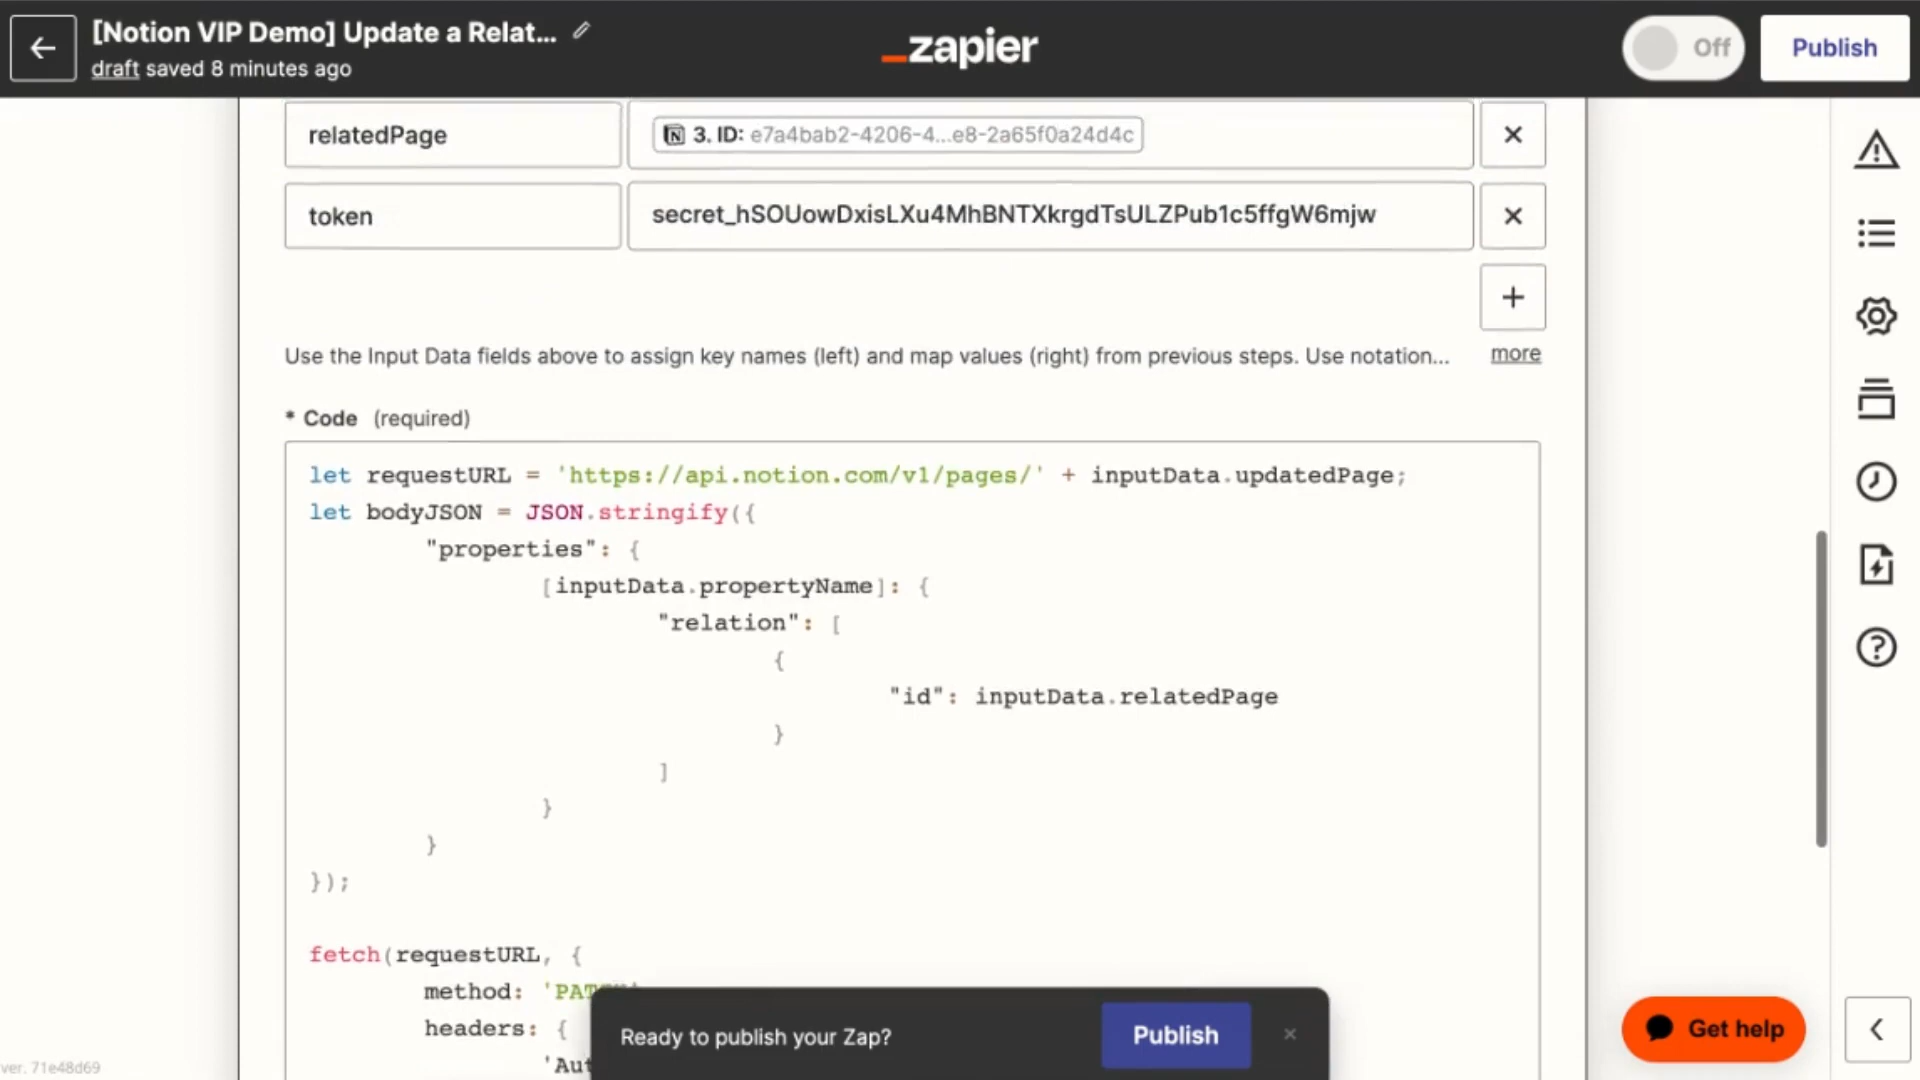 [Notion VIP Demo] Update a Relat...
draft saved 8 minutes ago
_zapier
Off
Publish
relatedPage
3. ID: e7a4bab2-4206-4...e8-2a65f0a24d4c
token
secret_hSOUowDxisLXu4MhBNTXkrgdTsULZPub1c5ffgW6mjw
Use the Input Data fields above to assign key names (left) and map values (right) from previous steps. Use notation...
more
* Code (required)
let requestURL = 'https://api.notion.com/v1/pages/' + inputData.updatedPage;
let bodyJSON = JSON.stringify({
"properties": {
[inputData.propertyName]: {
"relation": [
{
"id": inputData.relatedPage
}
]
}
}
});
fetch(requestURL, {
method: 'PATCH'
headers: {
'Aut
Ready to publish your Zap?
Publish
Get help
ver. 71e48d69